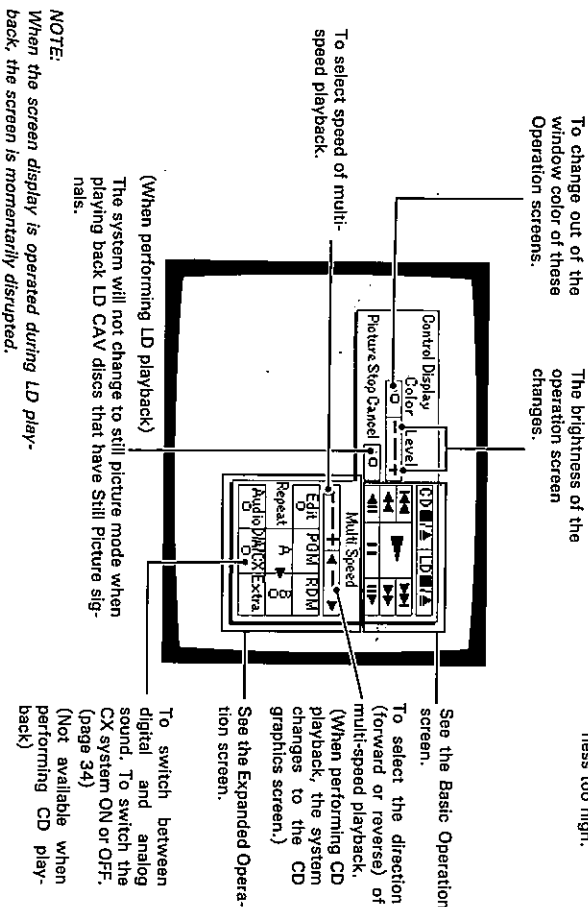 To change out of the
window color of these
Operation screens.
The brightness of the
operation screen
changes.
ness too high.
To select speed of multi-
speed playback.
Control Display
Color Level
Picture Stop Cancel
CD ■/▲ LD ■/▲
Multi Speed
Edit PGM RDM
Repeat A ▶ B
Audio D/A/CX Extra
See the Basic Operation
screen.
To select the direction
(forward or reverse) of
multi-speed playback.
(When performing CD
playback, the system
changes to the CD
graphics screen.)
See the Expanded Opera-
tion screen.
(When performing LD playback)
The system will not change to still picture mode when
playing back LD CAV discs that have Still Picture sig-
nals.
To switch between
digital and analog
sound. To switch the
CX system ON or OFF.
(page 34)
(Not available when
performing CD play-
back)
NOTE:
When the screen display is operated during LD play-
back, the screen is momentarily disrupted.